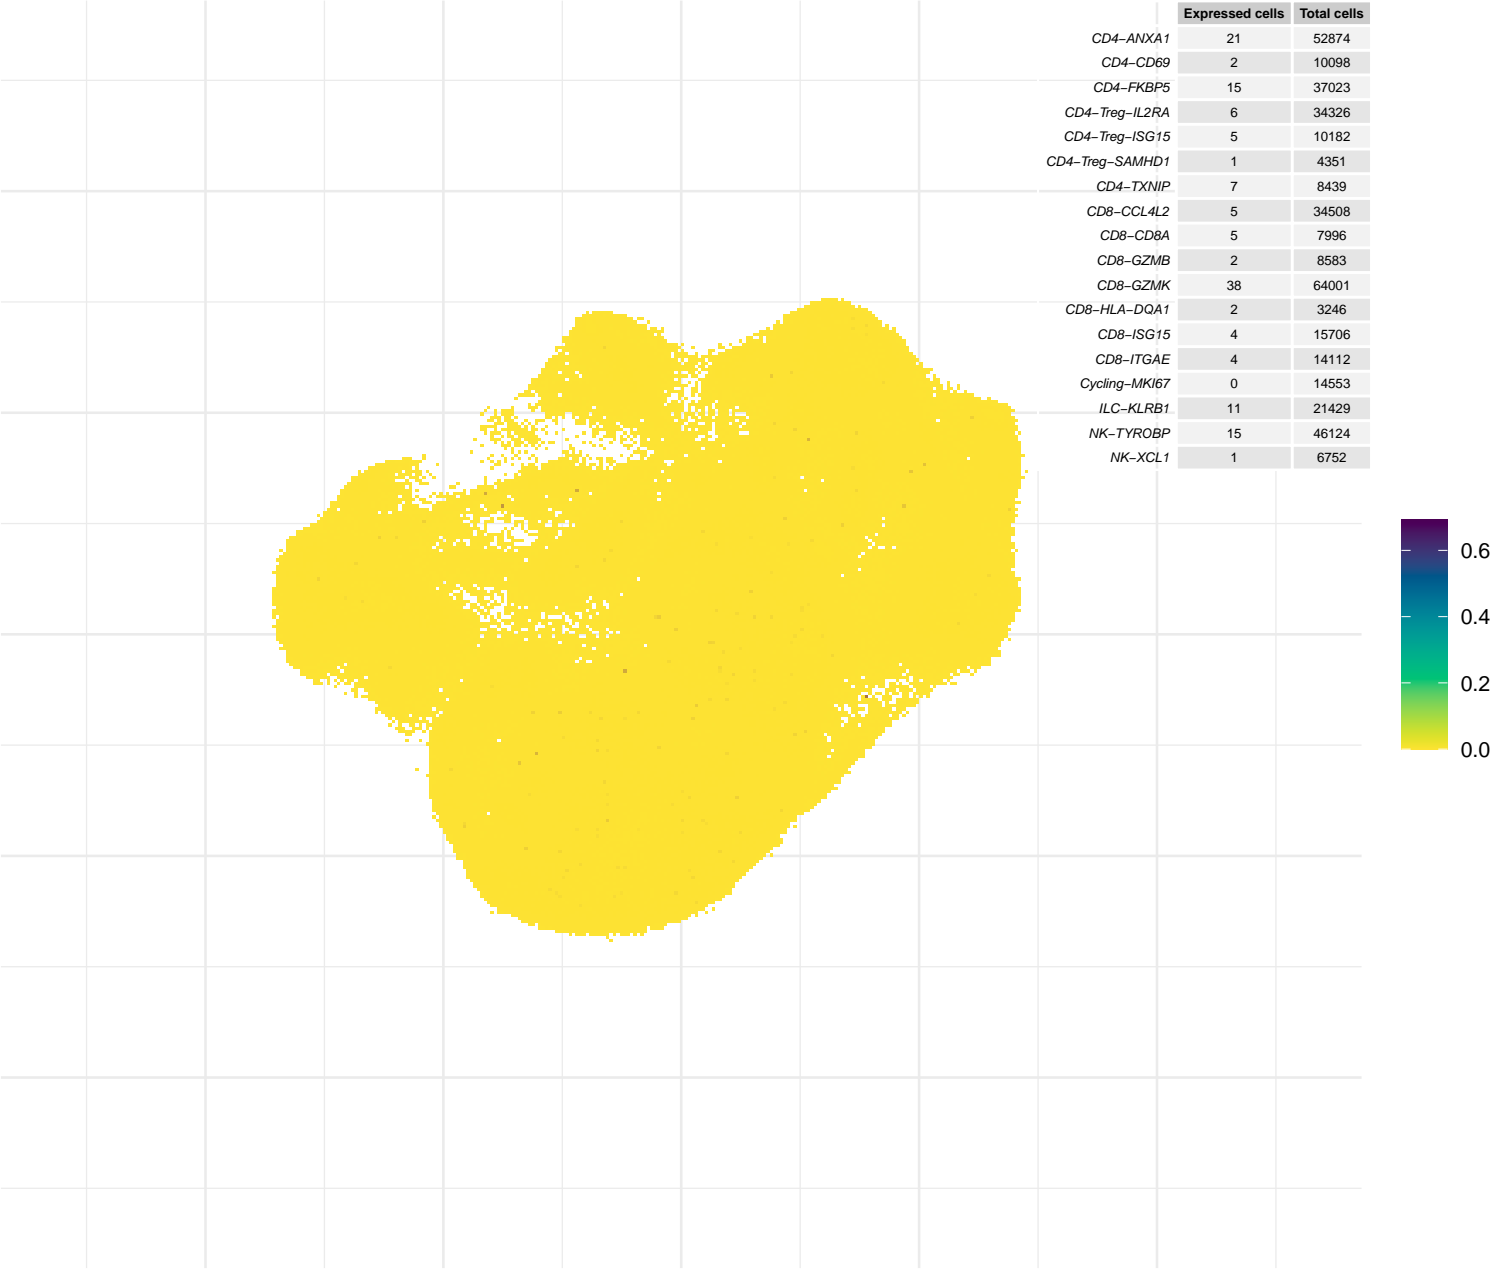 Expressed cells Total cells
CD4−ANXA1 21 52874
CD4−CD69 2 10098
CD4−FKBP5 15 37023
CD4−Treg−IL2RA 6 34326
CD4−Treg−ISG15 5 10182
CD4−Treg−SAMHD1 1 4351
CD4−TXNIP 7 8439
CD8−CCL4L2 5 34508
CD8−CD8A 5 7996
CD8−GZMB 2 8583
CD8−GZMK 38 64001
CD8−HLA−DQA1 2 3246
CD8−ISG15 4 15706
CD8−ITGAE 4 14112
Cycling−MKI67 0 14553
ILC−KLRB1 11 21429
NK−TYROBP 15 46124
NK−XCL1 1 6752
0.6
0.4
0.2
0.0